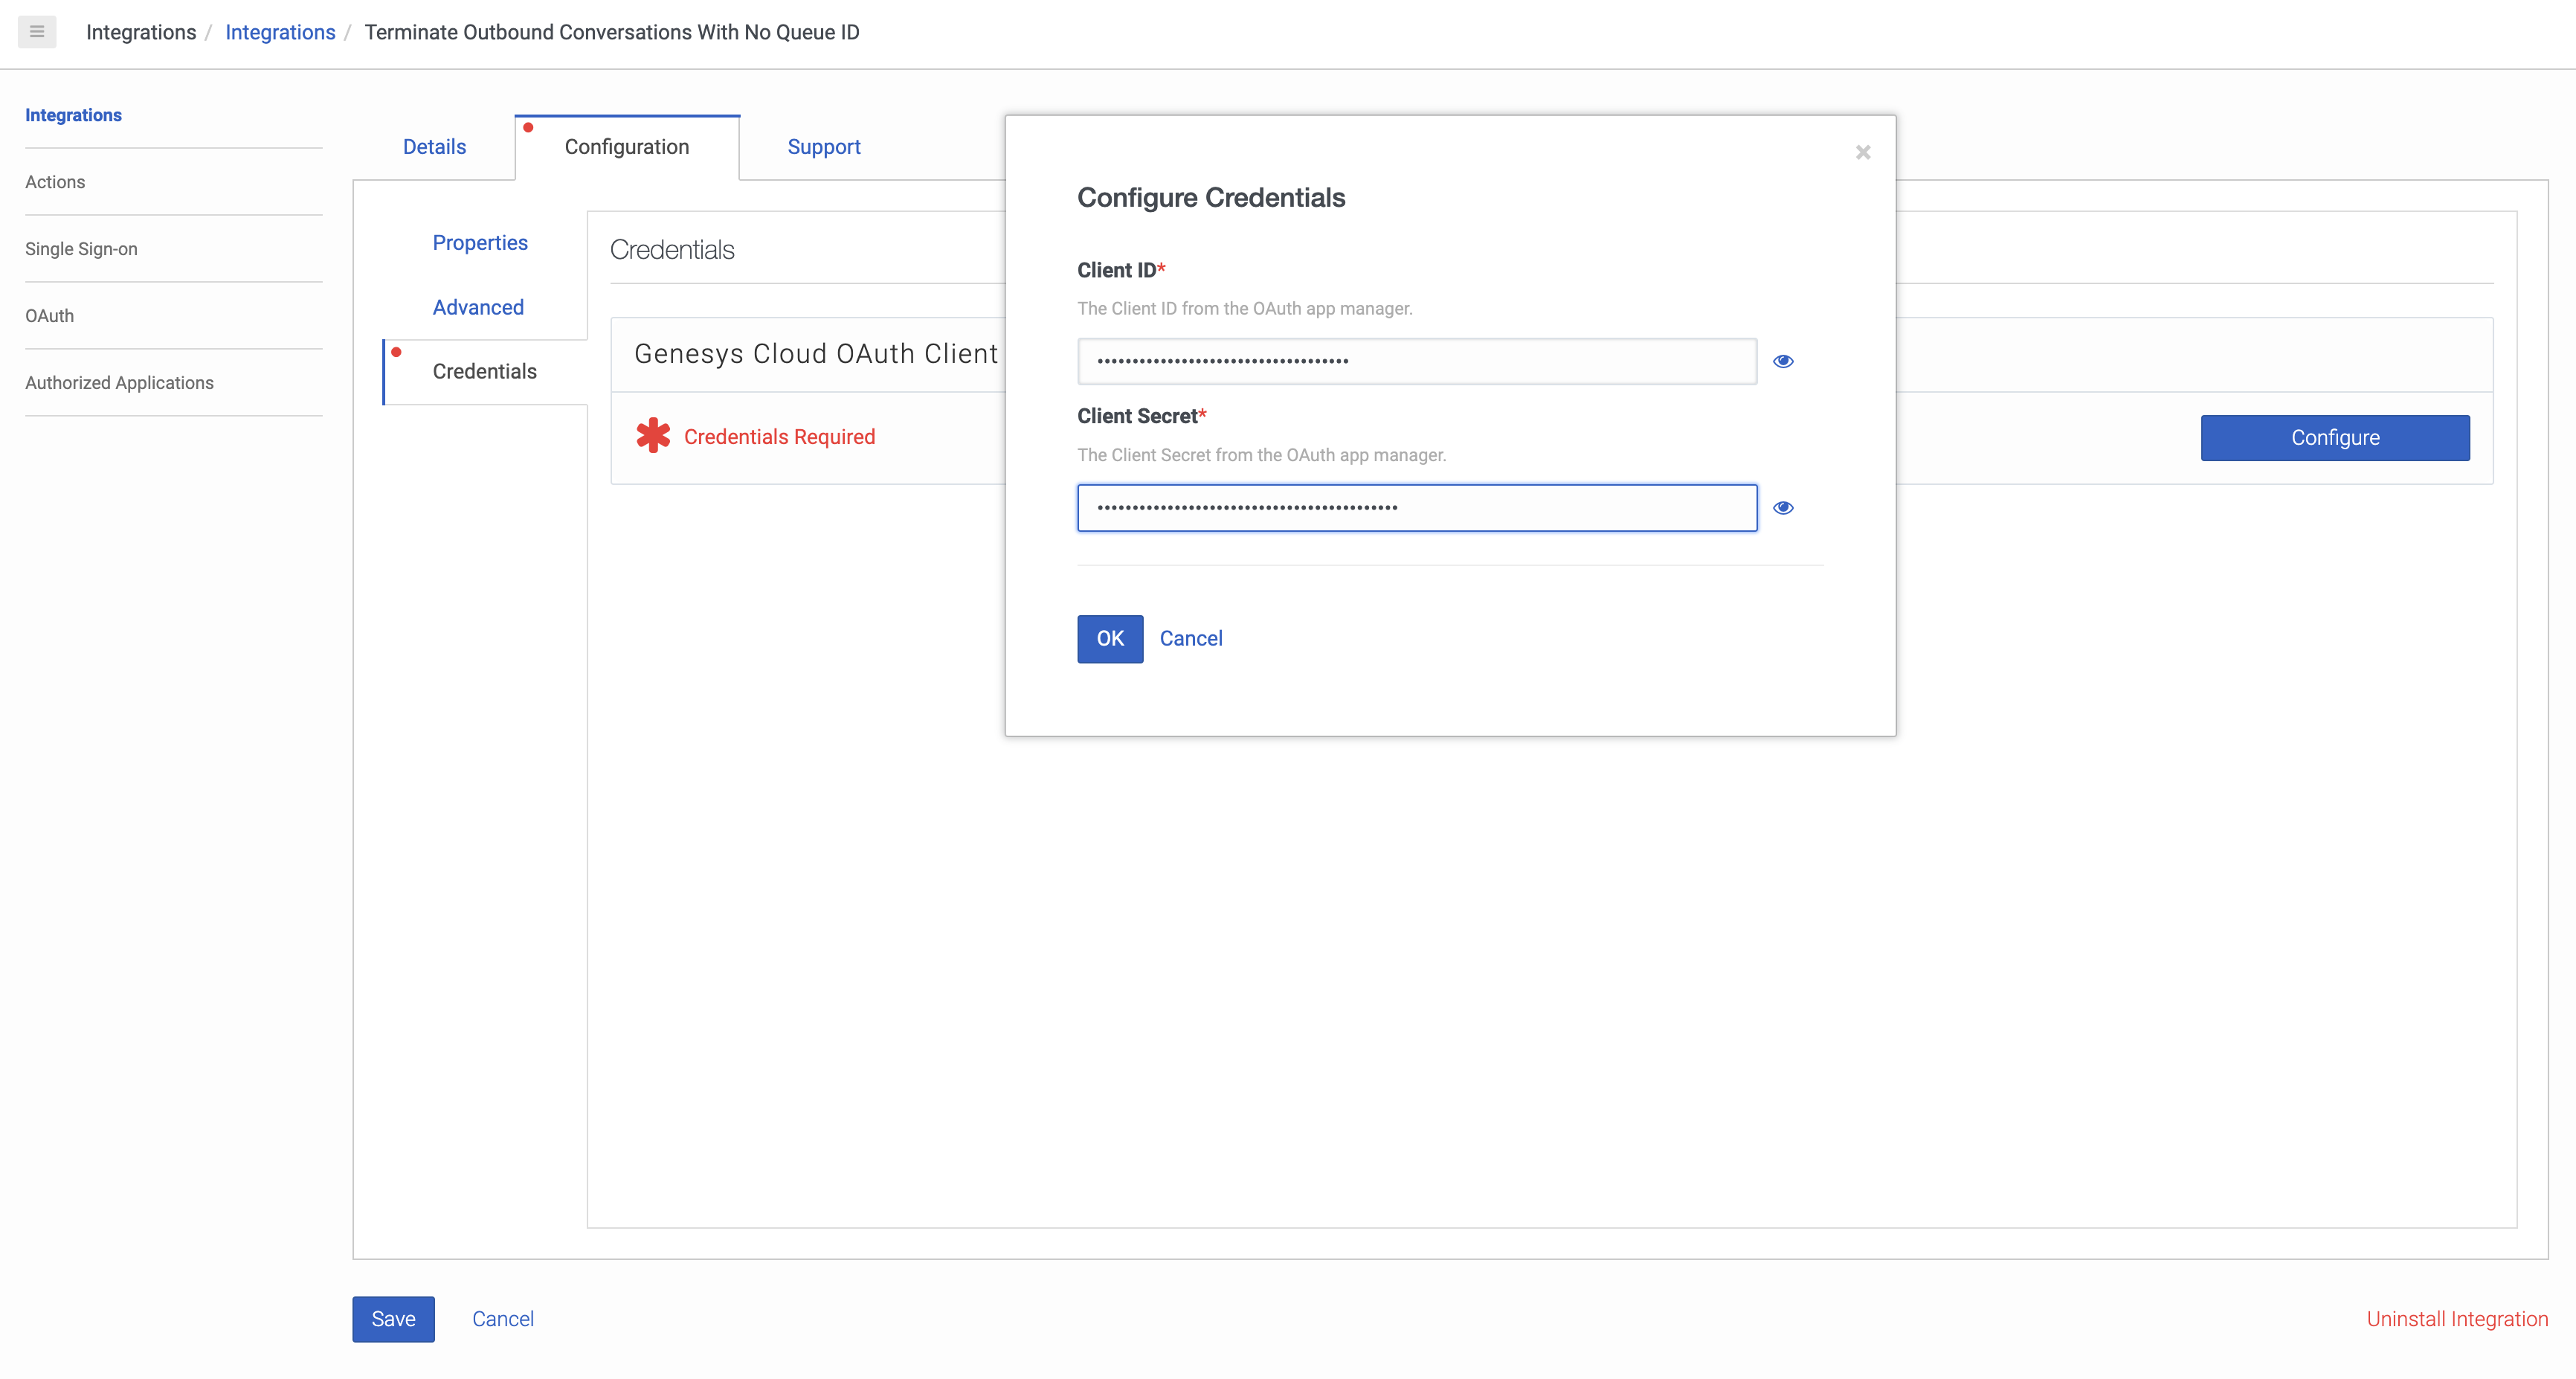 Integrations / Integrations / Terminate Outbound Conversations With No Queue ID
Integrations
Actions
Single Sign-on
OAuth
Authorized Applications
Details
Configuration
Support
Properties
Advanced
Credentials
Credentials
Genesys Cloud OAuth Client
Credentials Required
Configure
Configure Credentials
Client ID*
The Client ID from the OAuth app manager.
••••••••••••••••••••••••••••••••••••
Client Secret*
The Client Secret from the OAuth app manager.
•••••••••••••••••••••••••••••••••••••••••••
OK
Cancel
Save
Cancel
Uninstall Integration